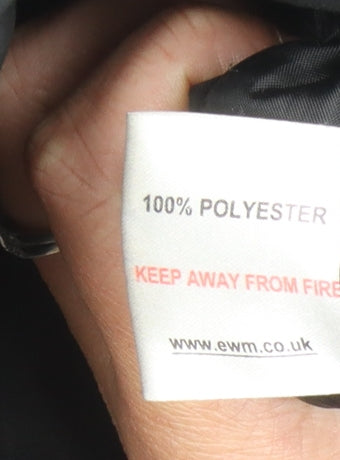 100% POLYESTER
KEEP AWAY FROM FIRE
www.ewm.co.uk